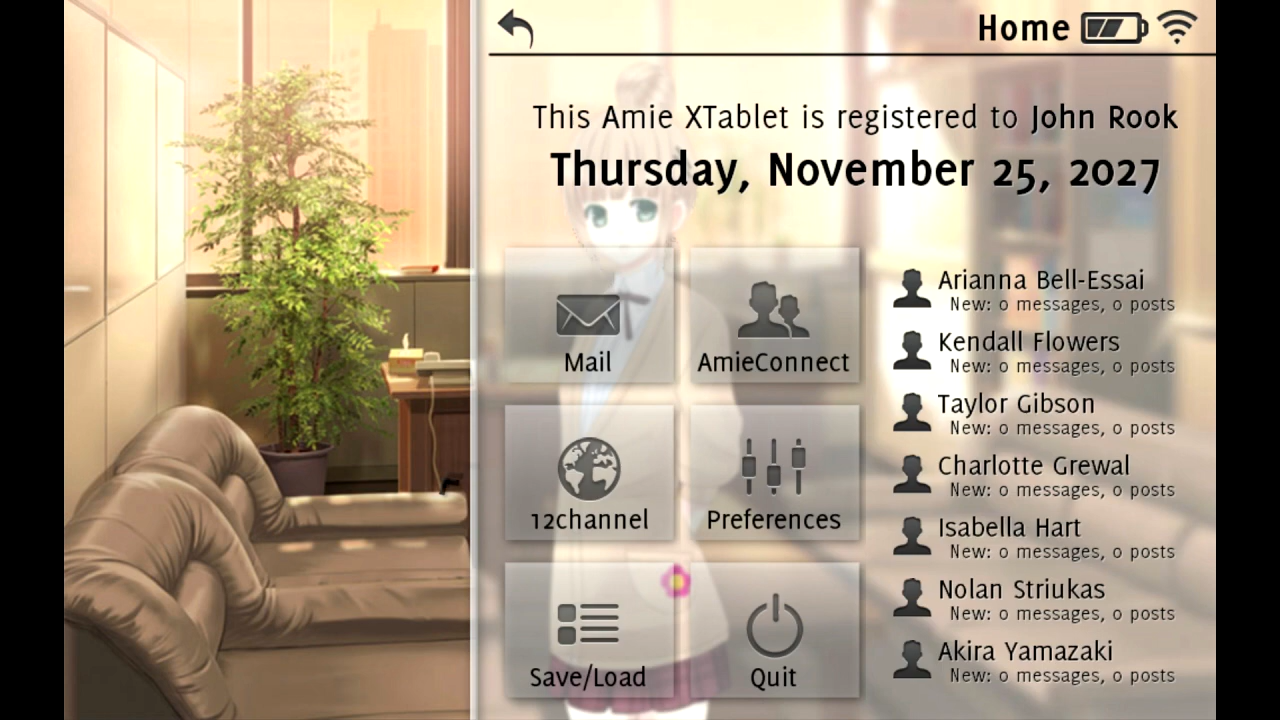 Home
This Amie XTablet is registered to John Rook
Thursday, November 25, 2027
Mail
AmieConnect
12channel
Preferences
Save/Load
Quit
Arianna Bell-Essai
New: 0 messages, 0 posts
Kendall Flowers
New: 0 messages, 0 posts
Taylor Gibson
New: 0 messages, 0 posts
Charlotte Grewal
New: 0 messages, 0 posts
Isabella Hart
New: 0 messages, 0 posts
Nolan Striukas
New: 0 messages, 0 posts
Akira Yamazaki
New: 0 messages, 0 posts